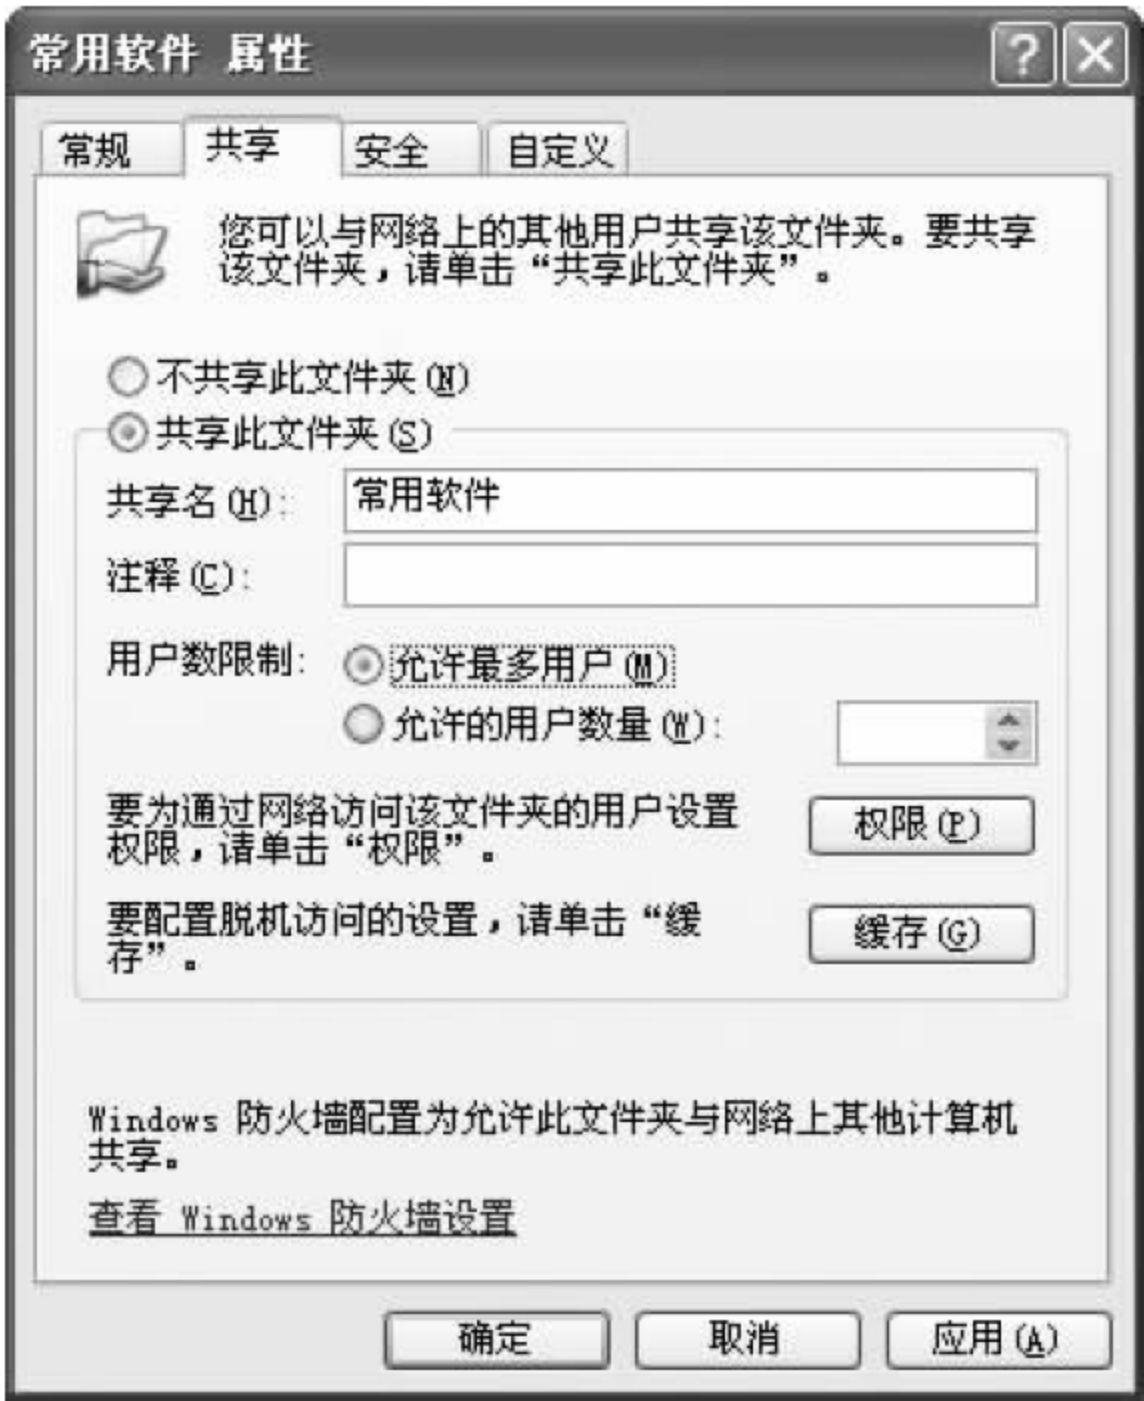 常用软件 属性
常规 共享 安全 自定义
您可以与网络上的其他用户共享该文件夹。要共享
该文件夹，请单击“共享此文件夹”。
不共享此文件夹(N)
共享此文件夹(S)
共享名(H): 常用软件
注释(C):
用户数限制: 允许最多用户(M)
允许的用户数量(W):
要为通过网络访问该文件夹的用户设置
权限，请单击“权限”。
权限(P)
要配置脱机访问的设置，请单击“缓
存”。
缓存(G)
Windows 防火墙配置为允许此文件夹与网络上其他计算机
共享。
查看 Windows 防火墙设置
确定 取消 应用(A)